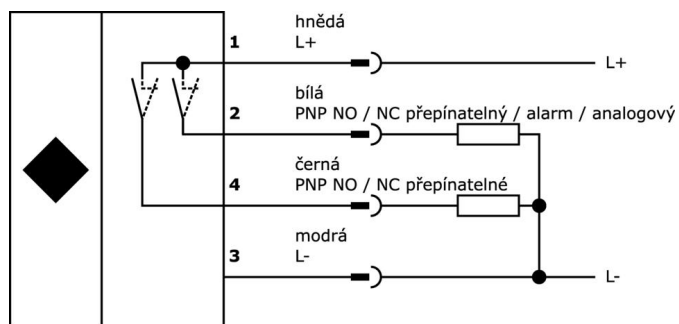 hnědá
1 L+
L+
bílá
2 PNP NO / NC přepínatelný / alarm / analogový
černá
4 PNP NO / NC přepínatelné
modrá
3 L-
L-